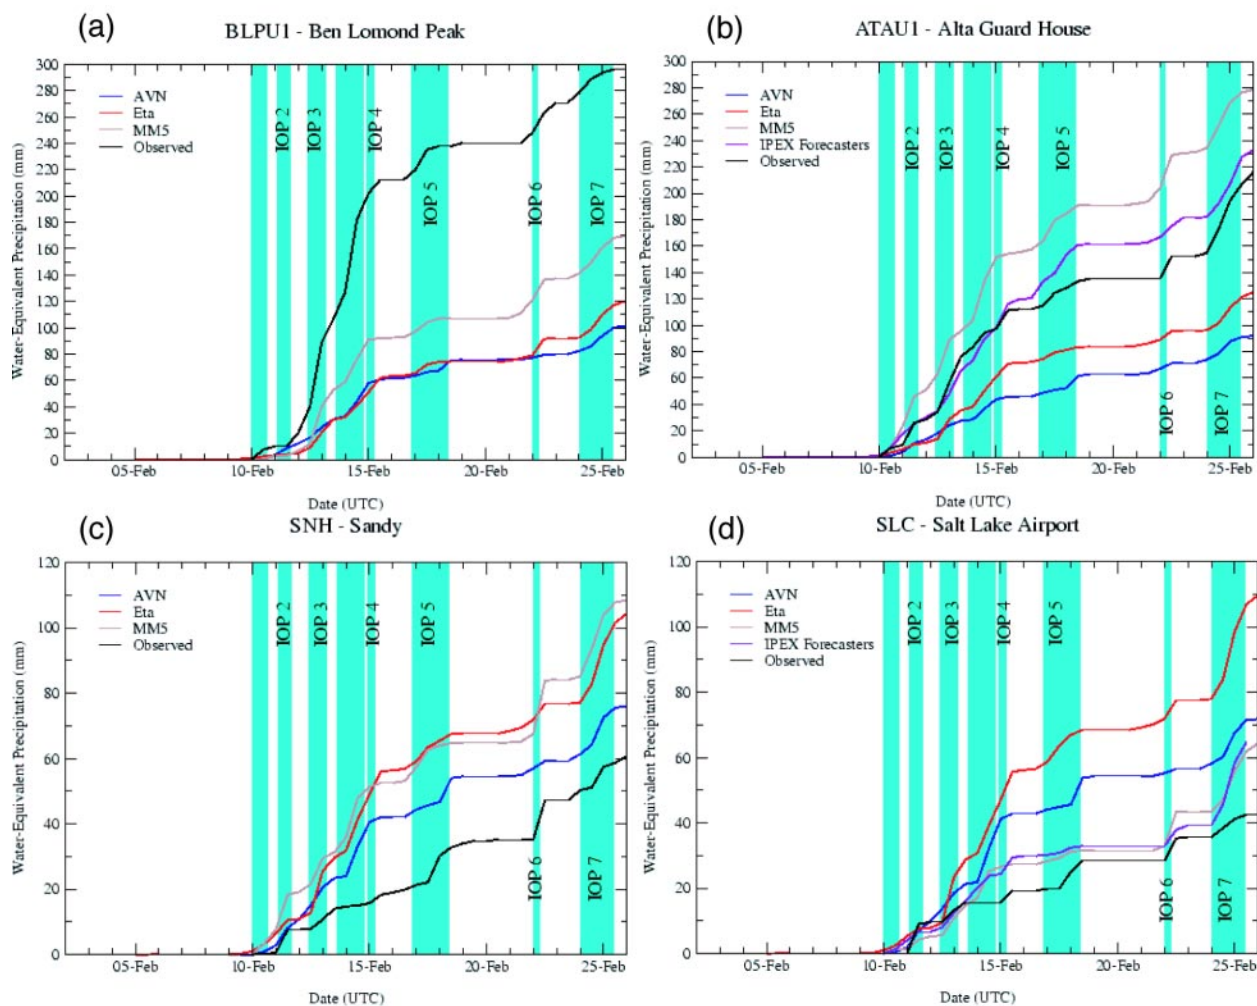 (a)
BLPU1 - Ben Lomond Peak
Water-Equivalent Precipitation (mm)
300
280
260
240
220
200
180
160
140
120
100
80
60
40
20
0
AVN
Eta
MM5
Observed
IOP 2
IOP 3
IOP 4
IOP 5
IOP 6
IOP 7
05-Feb
10-Feb
15-Feb
20-Feb
25-Feb
Date (UTC)
(b)
ATAU1 - Alta Guard House
Water-Equivalent Precipitation (mm)
300
280
260
240
220
200
180
160
140
120
100
80
60
40
20
0
AVN
Eta
MM5
IPEX Forecasters
Observed
IOP 2
IOP 3
IOP 4
IOP 5
IOP 6
IOP 7
05-Feb
10-Feb
15-Feb
20-Feb
25-Feb
Date (UTC)
(c)
SNH - Sandy
Water-Equivalent Precipitation (mm)
120
100
80
60
40
20
0
AVN
Eta
MM5
Observed
IOP 2
IOP 3
IOP 4
IOP 5
IOP 6
IOP 7
05-Feb
10-Feb
15-Feb
20-Feb
25-Feb
Date (UTC)
(d)
SLC - Salt Lake Airport
Water-Equivalent Precipitation (mm)
120
100
80
60
40
20
0
AVN
Eta
MM5
IPEX Forecasters
Observed
IOP 2
IOP 3
IOP 4
IOP 5
IOP 6
IOP 7
05-Feb
10-Feb
15-Feb
20-Feb
25-Feb
Date (UTC)